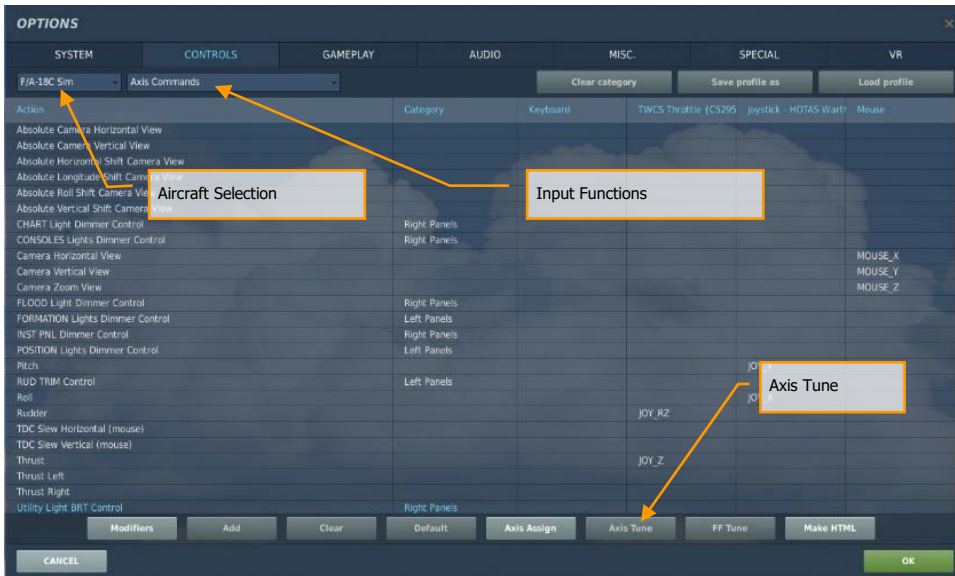 OPTIONS
SYSTEM CONTROLS GAMEPLAY AUDIO MISC. SPECIAL VR
F/A-18C Sim Axis Commands Clear category Save profile as Load profile
Action Category Keyboard TWCS Throttle {C5295 Joystick - HOTAS Wart Mouse
Absolute Camera Horizontal View
Absolute Camera Vertical View
Absolute Horizontal Shift Camera View
Absolute Longitude Shift Camera View
Absolute Roll Shift Camera View
Absolute Vertical Shift Camera View
Aircraft Selection
Input Functions
CHART Light Dimmer Control Right Panels
CONSOLES Lights Dimmer Control Right Panels
Camera Horizontal View MOUSE_X
Camera Vertical View MOUSE_Y
Camera Zoom View MOUSE_Z
FLOOD Light Dimmer Control Right Panels
FORMATION Lights Dimmer Control Left Panels
INST PNL Dimmer Control Right Panels
POSITION Lights Dimmer Control Left Panels
Pitch JOY_Y
RUD TRIM Control Left Panels
Axis Tune
Roll JOY_X
Rudder JOY_RZ
TDC Slew Horizontal (mouse)
TDC Slew Vertical (mouse)
Thrust JOY_Z
Thrust Left
Thrust Right
Utility Light BRT Control Right Panels
Modifiers Add Clear Default Axis Assign Axis Tune FF Tune Make HTML
CANCEL OK